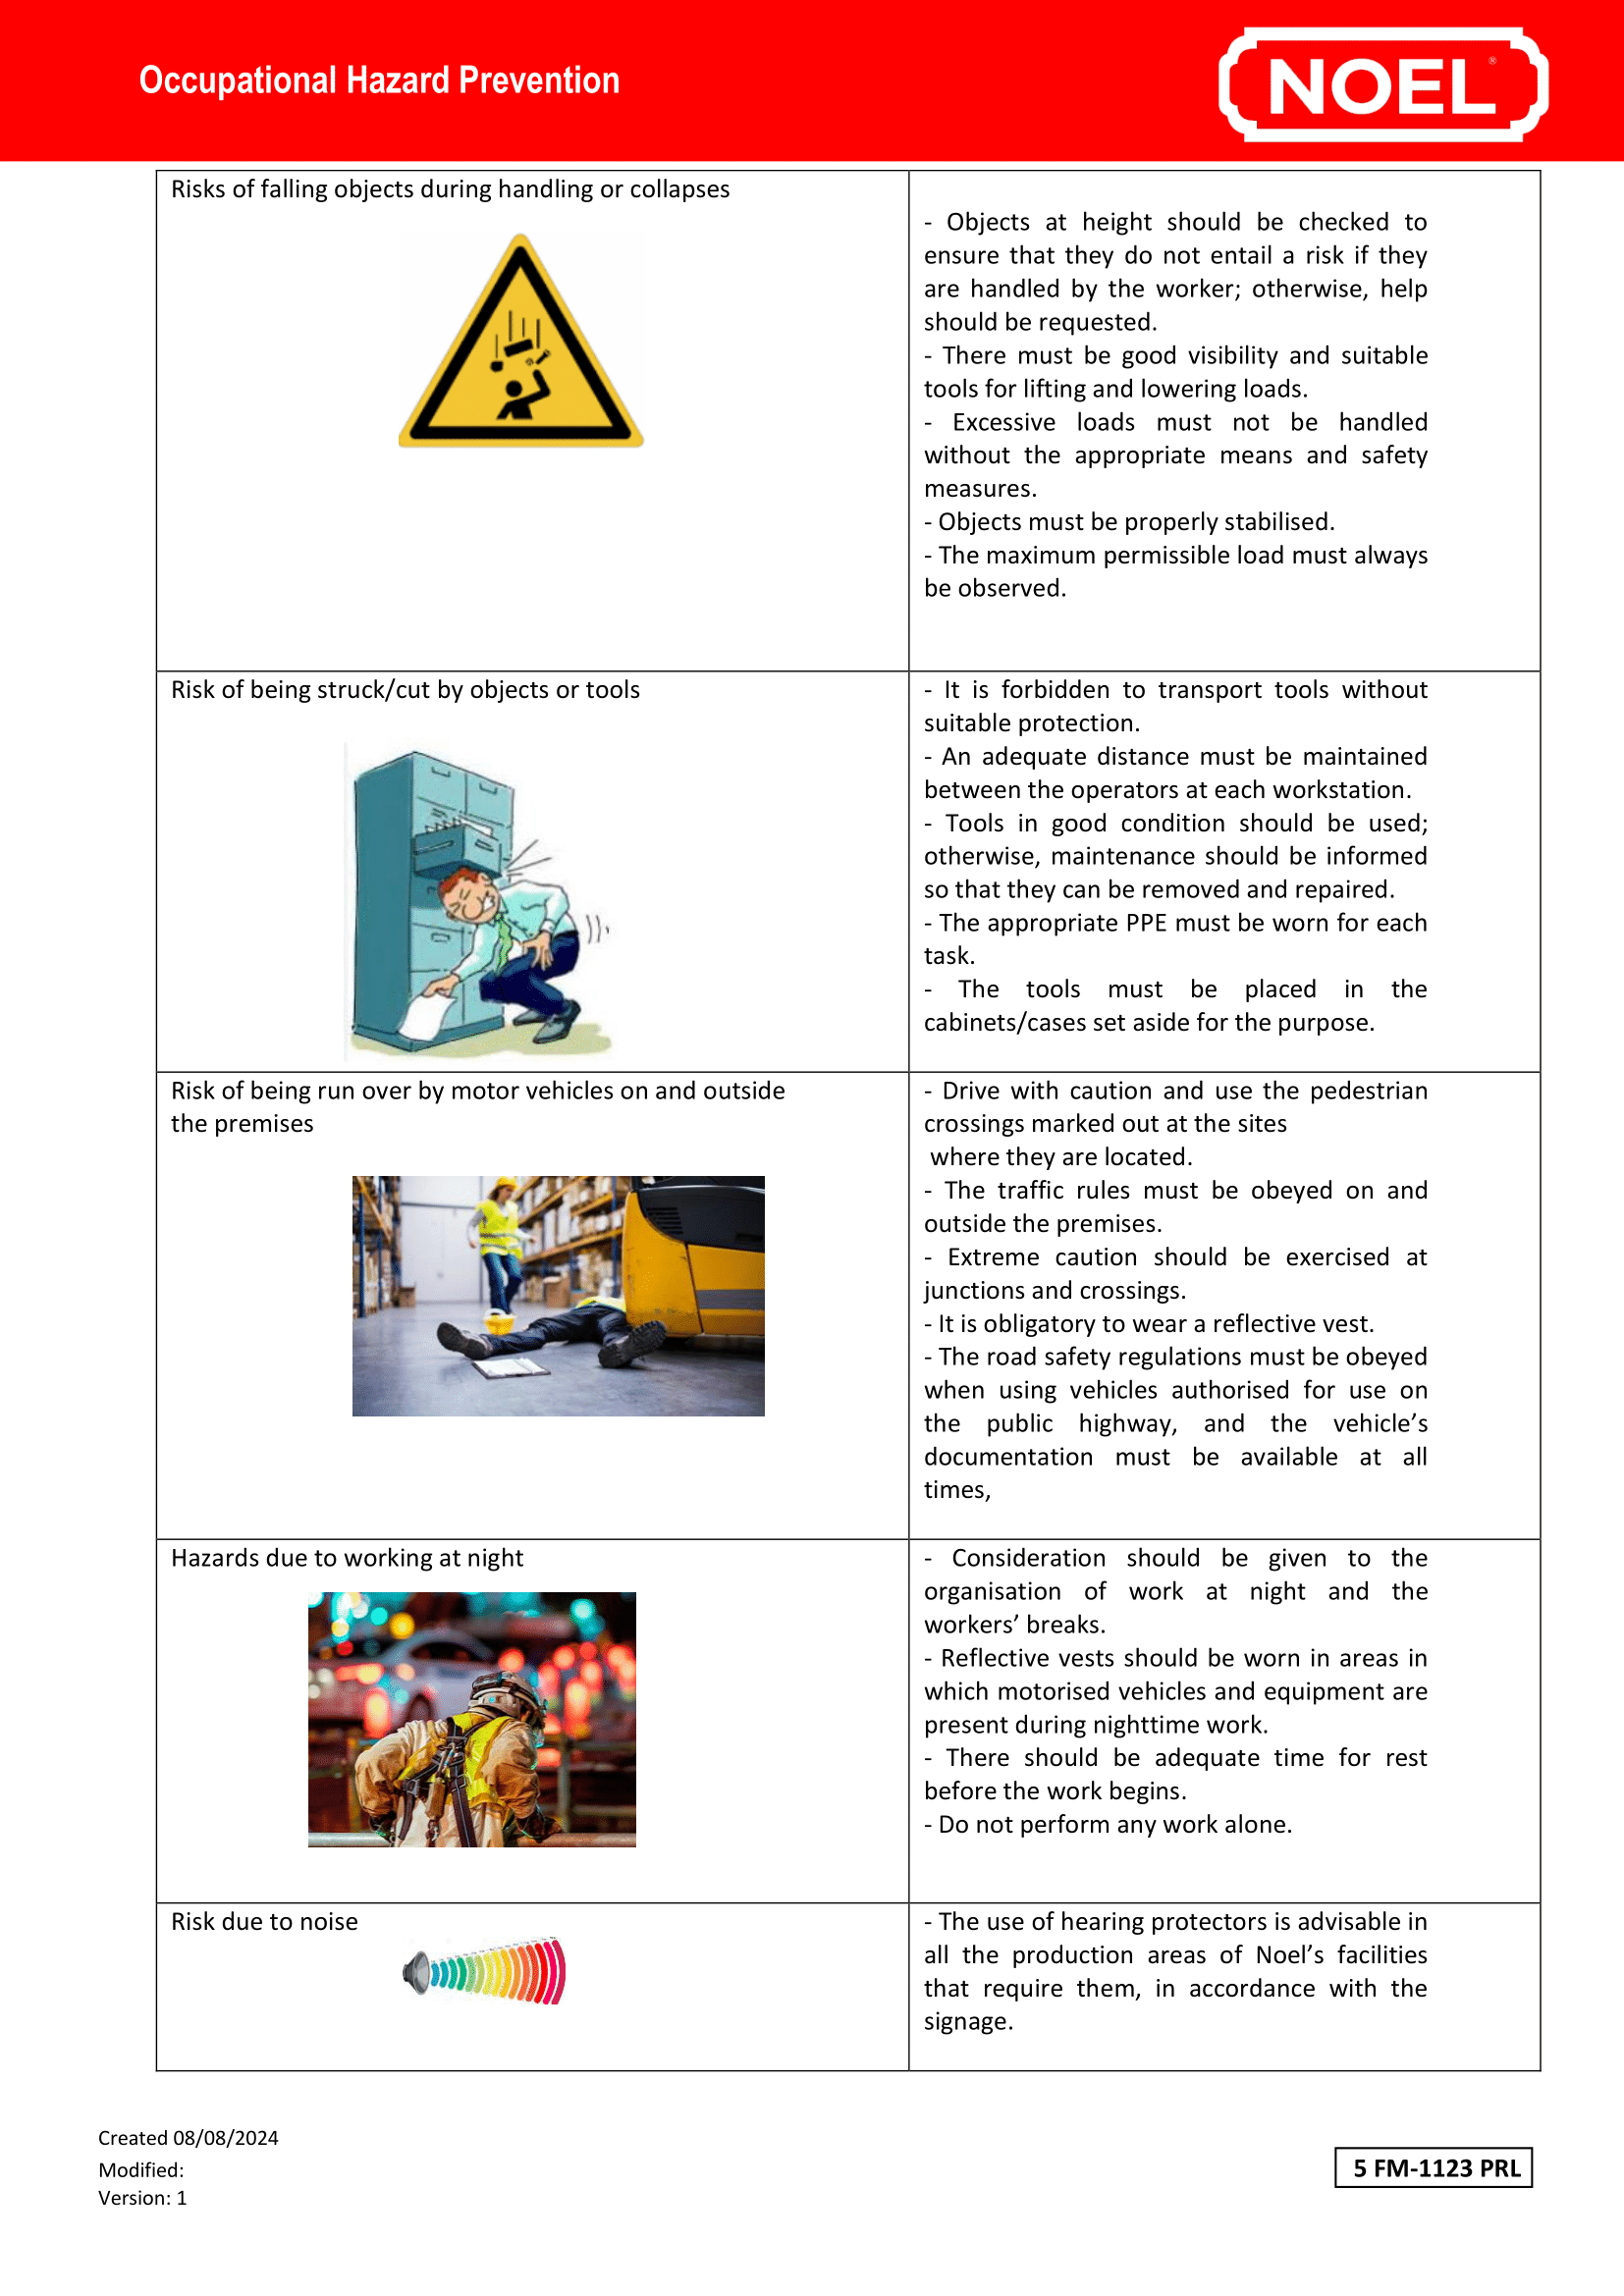 Occupational Hazard Prevention
NOEL®
Risks of falling objects during handling or collapses
- Objects at height should be checked to
ensure that they do not entail a risk if they
are handled by the worker; otherwise, help
should be requested.
- There must be good visibility and suitable
tools for lifting and lowering loads.
- Excessive loads must not be handled
without the appropriate means and safety
measures.
- Objects must be properly stabilised.
- The maximum permissible load must always
be observed.
Risk of being struck/cut by objects or tools
- It is forbidden to transport tools without
suitable protection.
- An adequate distance must be maintained
between the operators at each workstation.
- Tools in good condition should be used;
otherwise, maintenance should be informed
so that they can be removed and repaired.
- The appropriate PPE must be worn for each
task.
- The tools must be placed in the
cabinets/cases set aside for the purpose.
Risk of being run over by motor vehicles on and outside
the premises
- Drive with caution and use the pedestrian
crossings marked out at the sites
where they are located.
- The traffic rules must be obeyed on and
outside the premises.
- Extreme caution should be exercised at
junctions and crossings.
- It is obligatory to wear a reflective vest.
- The road safety regulations must be obeyed
when using vehicles authorised for use on
the public highway, and the vehicle’s
documentation must be available at all
times,
Hazards due to working at night
- Consideration should be given to the
organisation of work at night and the
workers’ breaks.
- Reflective vests should be worn in areas in
which motorised vehicles and equipment are
present during nighttime work.
- There should be adequate time for rest
before the work begins.
- Do not perform any work alone.
Risk due to noise
- The use of hearing protectors is advisable in
all the production areas of Noel’s facilities
that require them, in accordance with the
signage.
Created 08/08/2024
Modified:
Version: 1
5 FM-1123 PRL